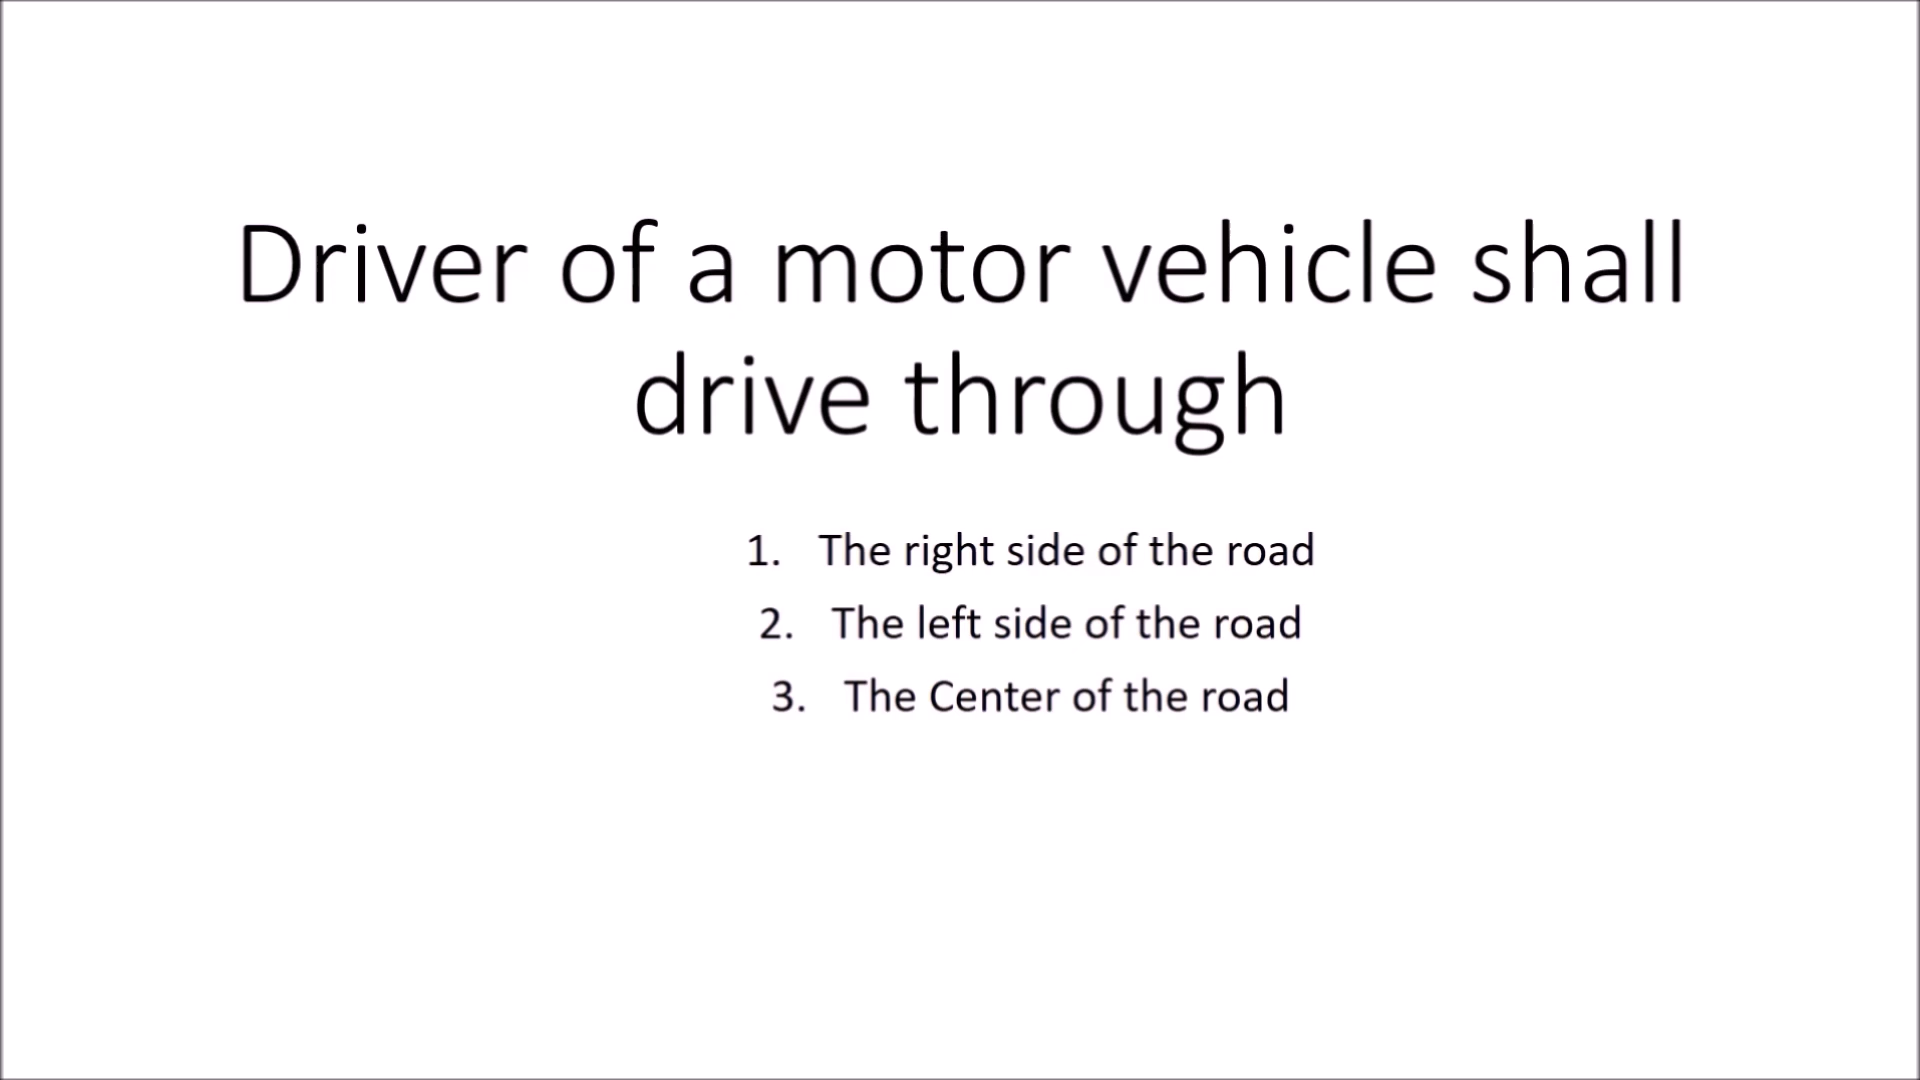 Driver of a motor vehicle shall
drive through
1. The right side of the road
2. The left side of the road
3. The Center of the road